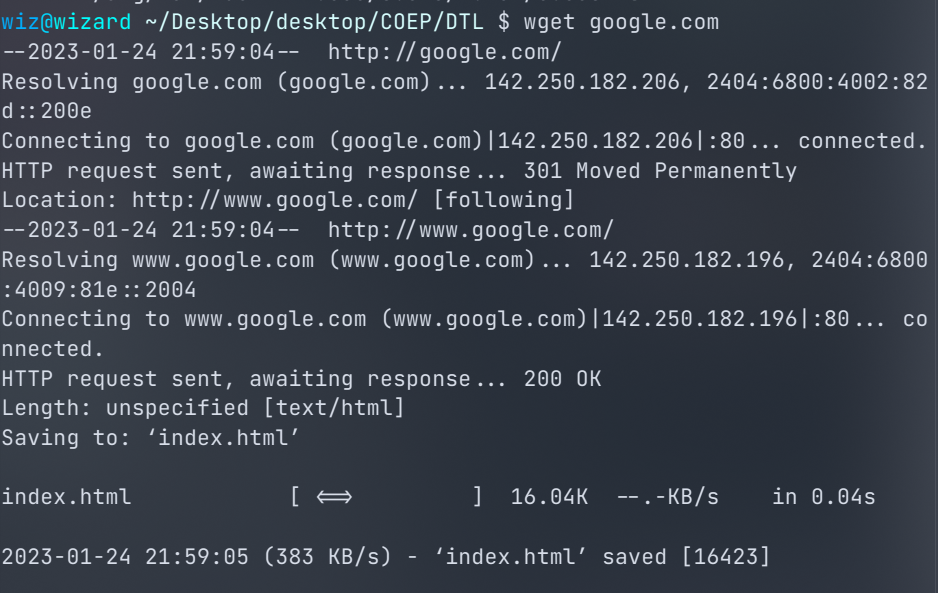 wiz@wizard ~/Desktop/desktop/COEP/DTL $ wget google.com
--2023-01-24 21:59:04--  http://google.com/
Resolving google.com (google.com)... 142.250.182.206, 2404:6800:4002:82
d::200e
Connecting to google.com (google.com)|142.250.182.206|:80... connected.
HTTP request sent, awaiting response... 301 Moved Permanently
Location: http://www.google.com/ [following]
--2023-01-24 21:59:04--  http://www.google.com/
Resolving www.google.com (www.google.com)... 142.250.182.196, 2404:6800
:4009:81e::2004
Connecting to www.google.com (www.google.com)|142.250.182.196|:80... co
nnected.
HTTP request sent, awaiting response... 200 OK
Length: unspecified [text/html]
Saving to: ‘index.html’
index.html            [ <=>         ]  16.04K  --.-KB/s    in 0.04s
2023-01-24 21:59:05 (383 KB/s) - ‘index.html’ saved [16423]